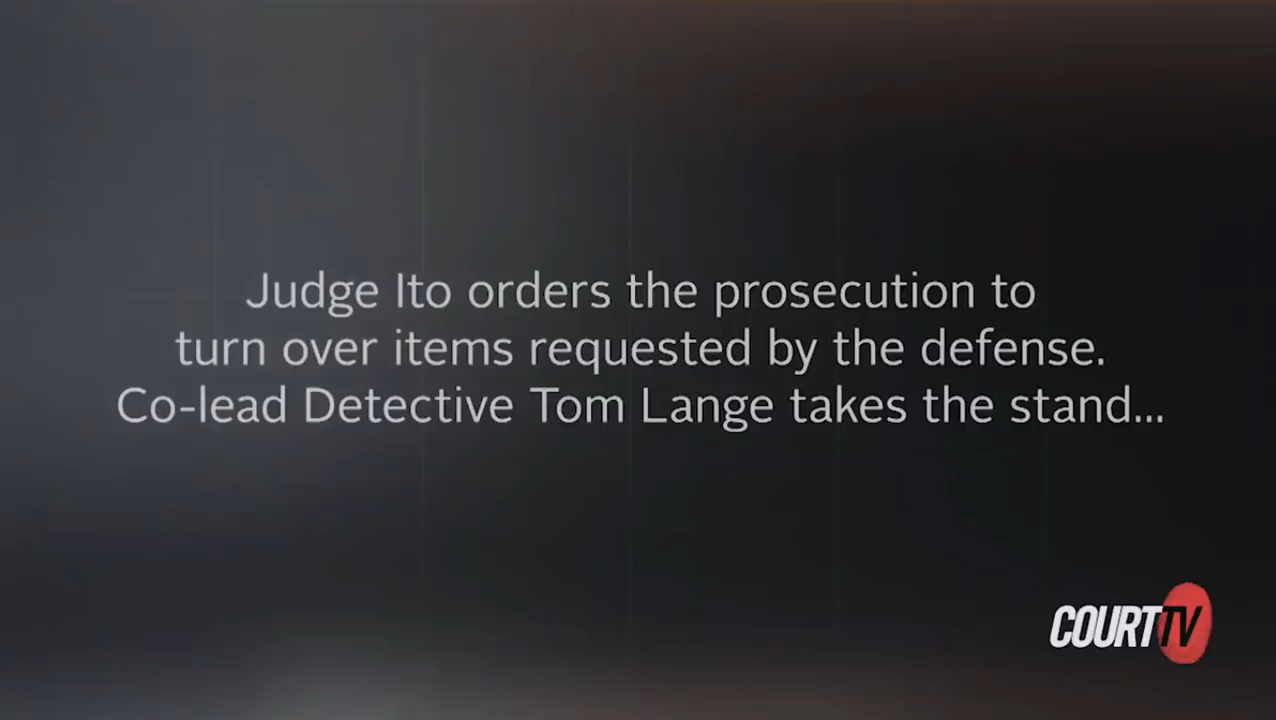 Judge Ito orders the prosecution to
turn over items requested by the defense.
Co-lead Detective Tom Lange takes the stand...
COURT TV